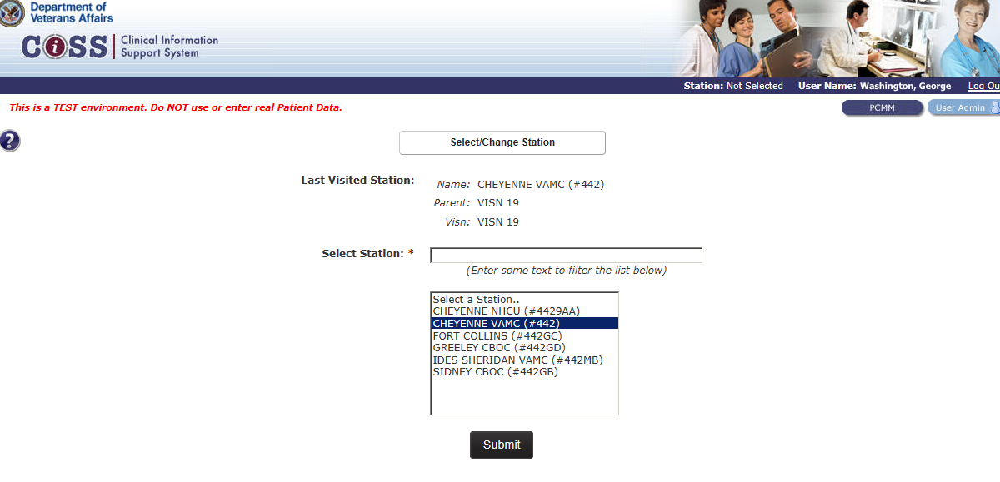 Department of
Veterans Affairs
CISS Clinical Information
Support System
Station: Not Selected User Name: Washington, George Log Ou
This is a TEST environment. Do NOT use or enter real Patient Data.
PCMM User Admin
?
Select/Change Station
Last Visited Station:
Name: CHEYENNE VAMC (#442)
Parent: VISN 19
Visn: VISN 19
Select Station: *
(Enter some text to filter the list below)
Select a Station..
CHEYENNE NHCU (#4429AA)
CHEYENNE VAMC (#442)
FORT COLLINS (#442GC)
GREELEY CBOC (#442GD)
IDES SHERIDAN VAMC (#442MB)
SIDNEY CBOC (#442GB)
Submit